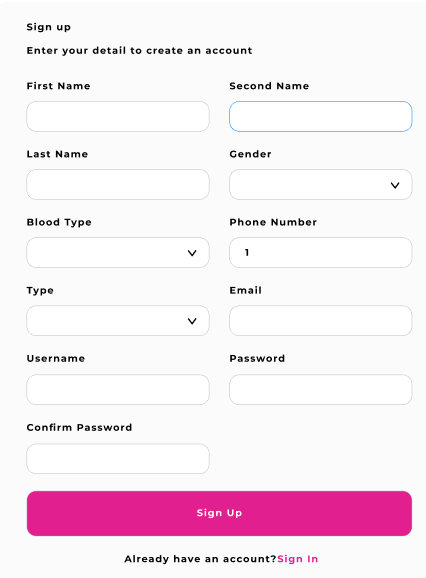 Sign up
Enter your detail to create an account
First Name
Second Name
Last Name
Gender
Blood Type
Phone Number
1
Type
Email
Username
Password
Confirm Password
Sign Up
Already have an account?Sign In